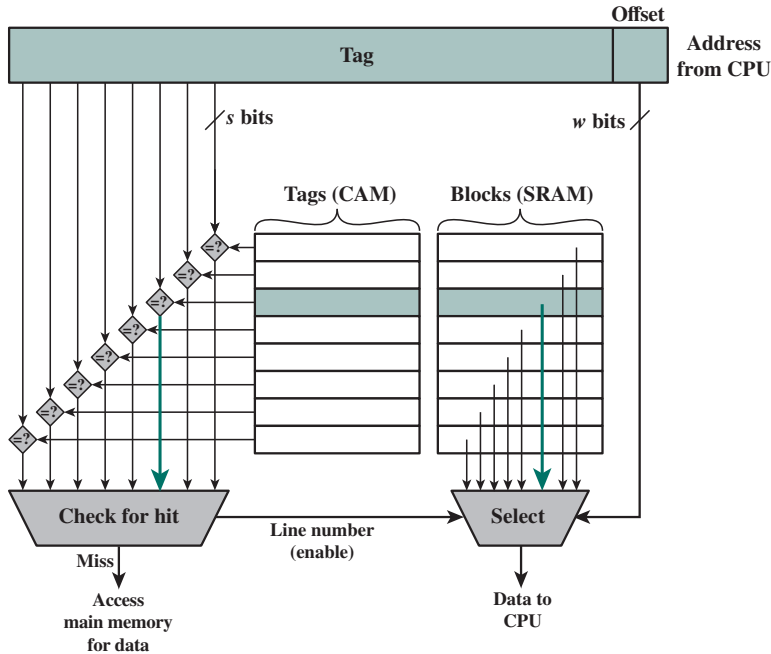 Offset
Tag
Address
from CPU
s bits
w bits
Tags (CAM)
Blocks (SRAM)
=?
=?
=?
=?
=?
=?
=?
=?
Check for hit
Line number
(enable)
Select
Miss
Access
main memory
for data
Data to
CPU